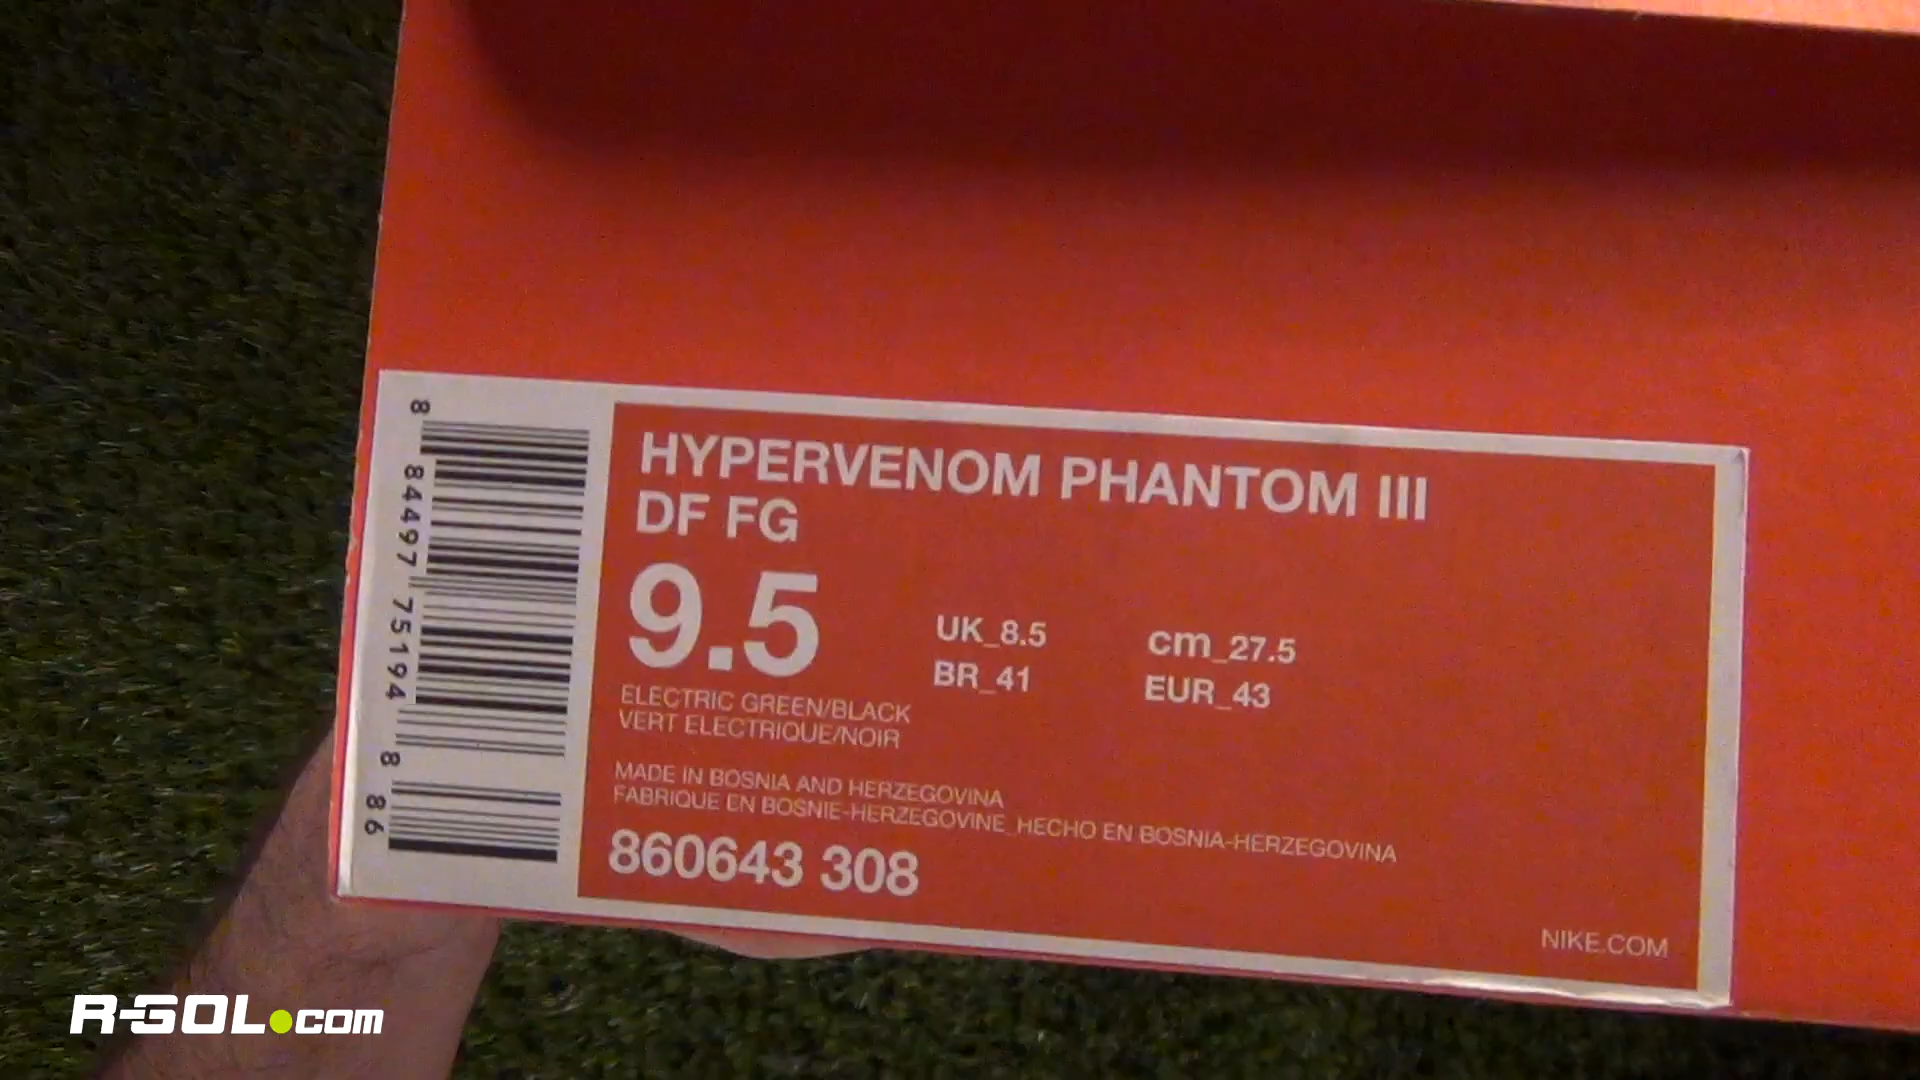 HYPERVENOM PHANTOM III
DF FG
9.5
UK_8.5
cm_27.5
BR_41
EUR_43
ELECTRIC GREEN/BLACK
VERT ELECTRIQUE/NOIR
MADE IN BOSNIA AND HERZEGOVINA
FABRIQUE EN BOSNIE-HERZEGOVINE_HECHO EN BOSNIA-HERZEGOVINA
860643 308
NIKE.COM
8 84497 75194 8 86
R-GOL.com